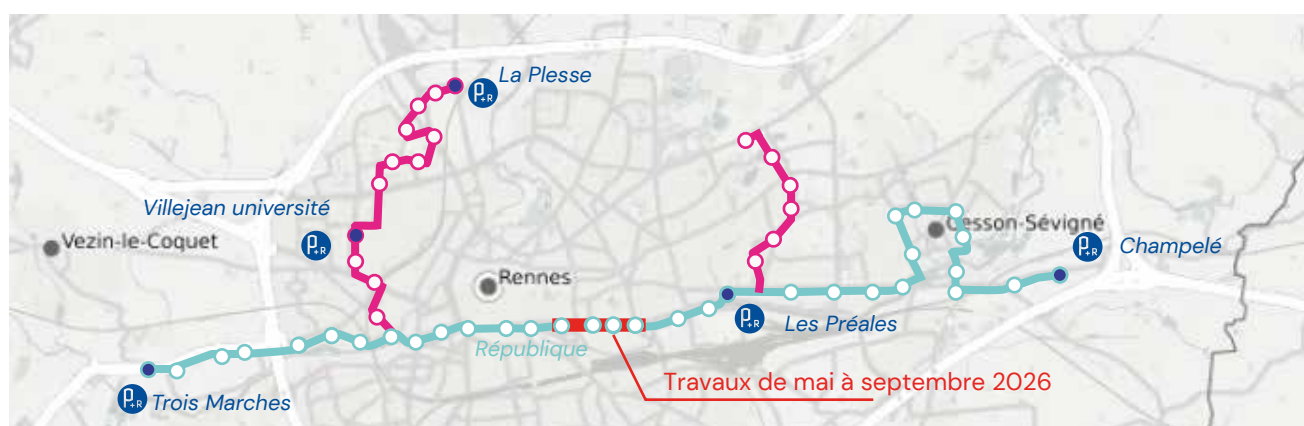 La Plesse
P+R
Villejean université
P+R
Vezin-le-Coquet
Cesson-Sévigné
P+R
Champelé
Rennes
P+R
Les Préales
République
Travaux de mai à septembre 2026
P+R
Trois Marches